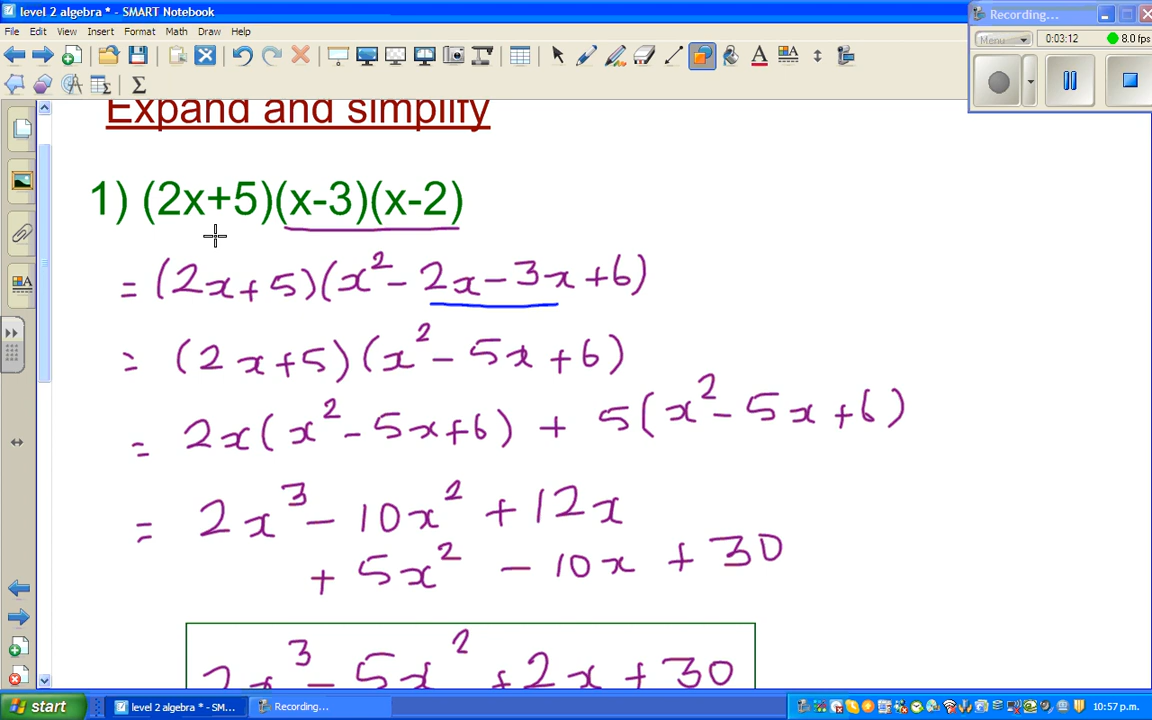 level 2 algebra * - SMART Notebook
Recording...
File Edit View Insert Format Math Draw Help
Menu
0:03:12
8.0 fps
Expand and simplify
1) (2x+5)(x-3)(x-2)
= (2x+5)(x² - 2x - 3x + 6)
= (2x+5)(x² - 5x + 6)
= 2x(x² - 5x + 6) + 5(x² - 5x + 6)
= 2x³ - 10x² + 12x
+ 5x² - 10x + 30
2x³ - 5x² + 2x + 30
start
level 2 algebra * - SM...
Recording...
10:57 p.m.